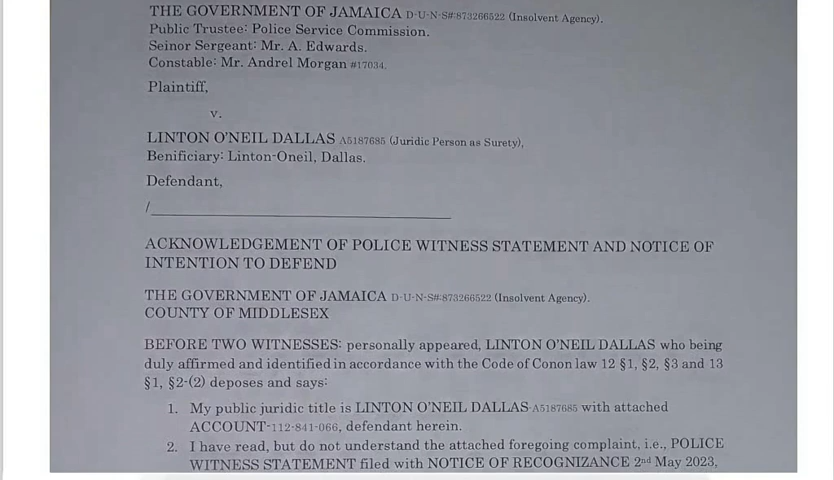 THE GOVERNMENT OF JAMAICA D-U-N-S#:873266522 (Insolvent Agency).
Public Trustee: Police Service Commission.
Seinor Sergeant: Mr. A. Edwards.
Constable: Mr. Andrel Morgan #17034.
Plaintiff,
v.
LINTON O'NEIL DALLAS A5187685 (Juridic Person as Surety),
Benificiary: Linton-Oneil, Dallas.
Defendant,
/
ACKNOWLEDGEMENT OF POLICE WITNESS STATEMENT AND NOTICE OF
INTENTION TO DEFEND
THE GOVERNMENT OF JAMAICA D-U-N-S#:873266522 (Insolvent Agency).
COUNTY OF MIDDLESEX
BEFORE TWO WITNESSES: personally appeared, LINTON O'NEIL DALLAS who being
duly affirmed and identified in accordance with the Code of Conon law 12 §1, §2, §3 and 13
§1, §2-(2) deposes and says:
1. My public juridic title is LINTON O'NEIL DALLAS-A5187685 with attached
ACCOUNT-112-841-066, defendant herein.
2. I have read, but do not understand the attached foregoing complaint, i.e., POLICE
WITNESS STATEMENT filed with NOTICE OF RECOGNIZANCE 2nd May 2023,